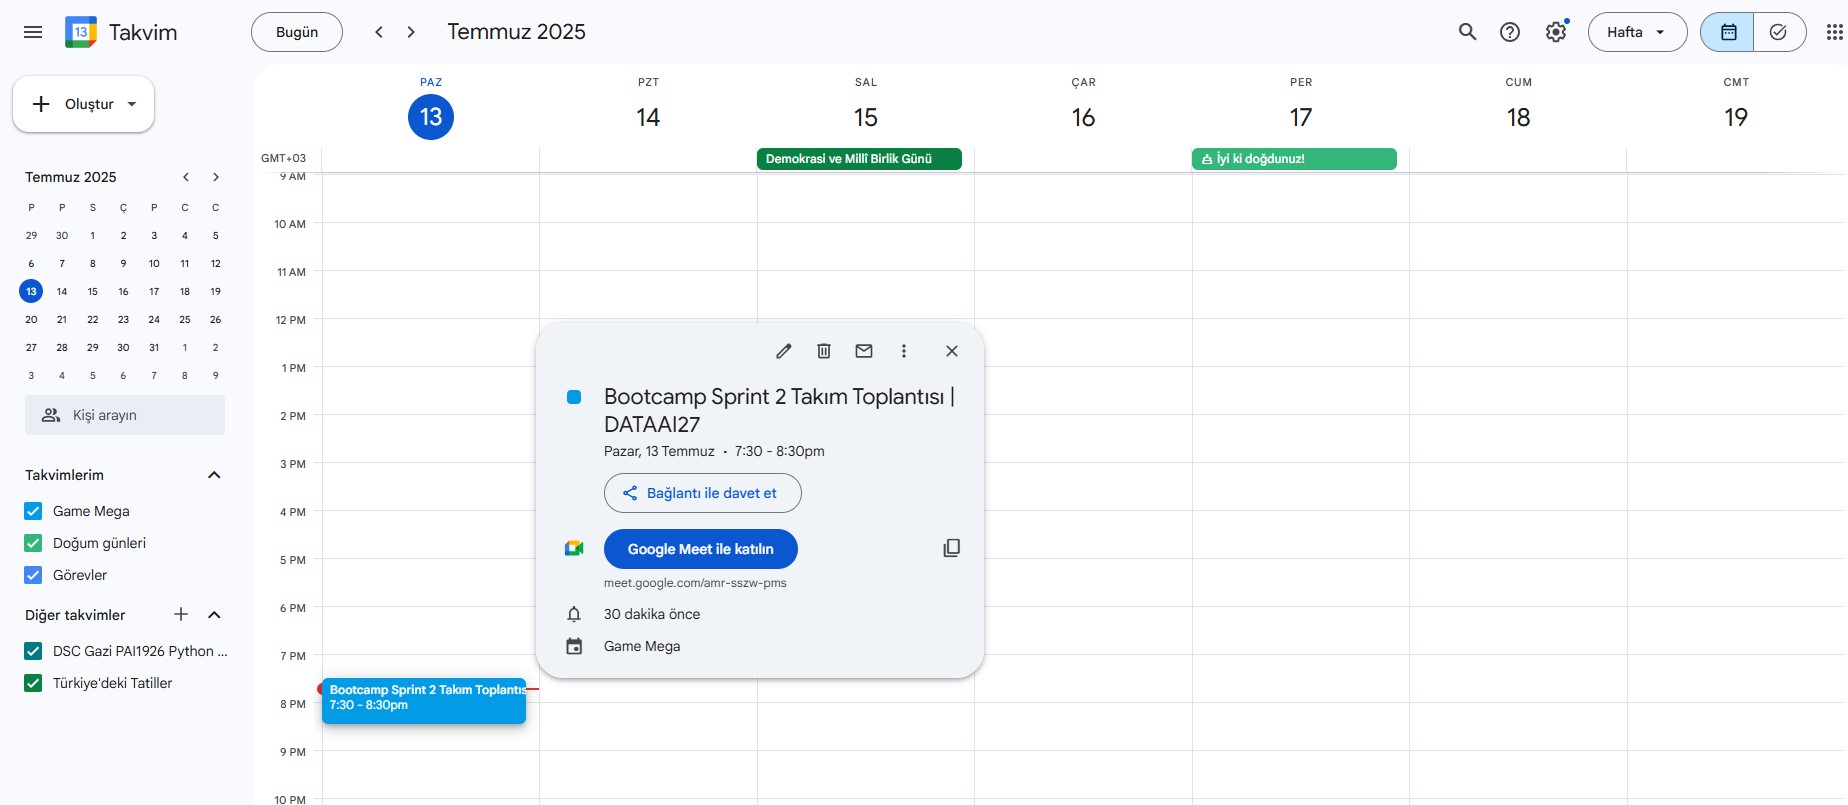 Takvim
Bugün
Temmuz 2025
Hafta
Oluştur
Temmuz 2025
P P S Ç P C C
29 30 1 2 3 4 5
6 7 8 9 10 11 12
13 14 15 16 17 18 19
20 21 22 23 24 25 26
27 28 29 30 31 1 2
3 4 5 6 7 8 9
Kişi arayın
Takvimlerim
Game Mega
Doğum günleri
Görevler
Diğer takvimler
DSC Gazi PAI1926 Python ...
Türkiye'deki Tatiller
PAZ PZT SAL ÇAR PER CUM CMT
13 14 15 16 17 18 19
GMT+03
Demokrasi ve Millî Birlik Günü
İyi ki doğdunuz!
9 AM
10 AM
11 AM
12 PM
1 PM
2 PM
3 PM
4 PM
5 PM
6 PM
7 PM
8 PM
9 PM
10 PM
Bootcamp Sprint 2 Takım Toplantıs
7:30 - 8:30pm
Bootcamp Sprint 2 Takım Toplantısı |
DATAAI27
Pazar, 13 Temmuz • 7:30 - 8:30pm
Bağlantı ile davet et
Google Meet ile katılın
meet.google.com/amr-sszw-pms
30 dakika önce
Game Mega